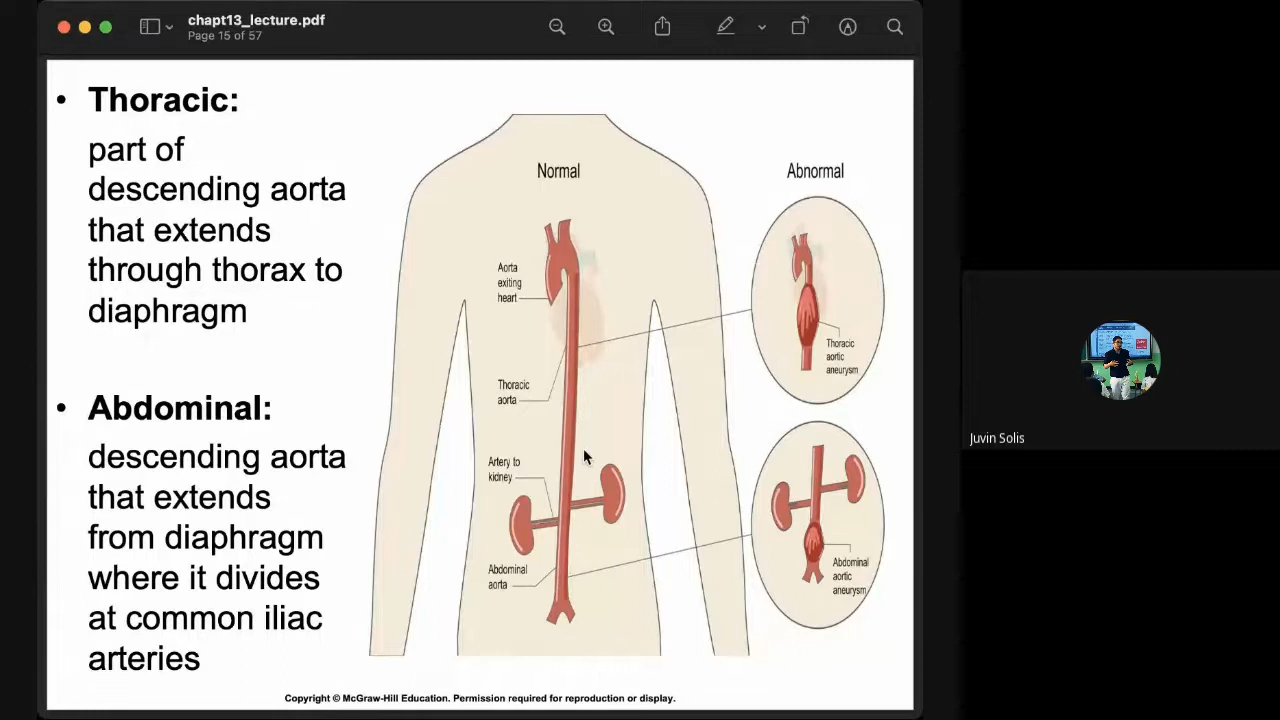 chapt13_lecture.pdf
Page 15 of 57
• Thoracic:
part of
descending aorta
that extends
through thorax to
diaphragm
• Abdominal:
descending aorta
that extends
from diaphragm
where it divides
at common iliac
arteries
Normal
Abnormal
Aorta
exiting
heart
Thoracic
aorta
Artery to
kidney
Abdominal
aorta
Thoracic
aortic
aneurysm
Abdominal
aortic
aneurysm
Copyright © McGraw-Hill Education. Permission required for reproduction or display.
Juvin Solis